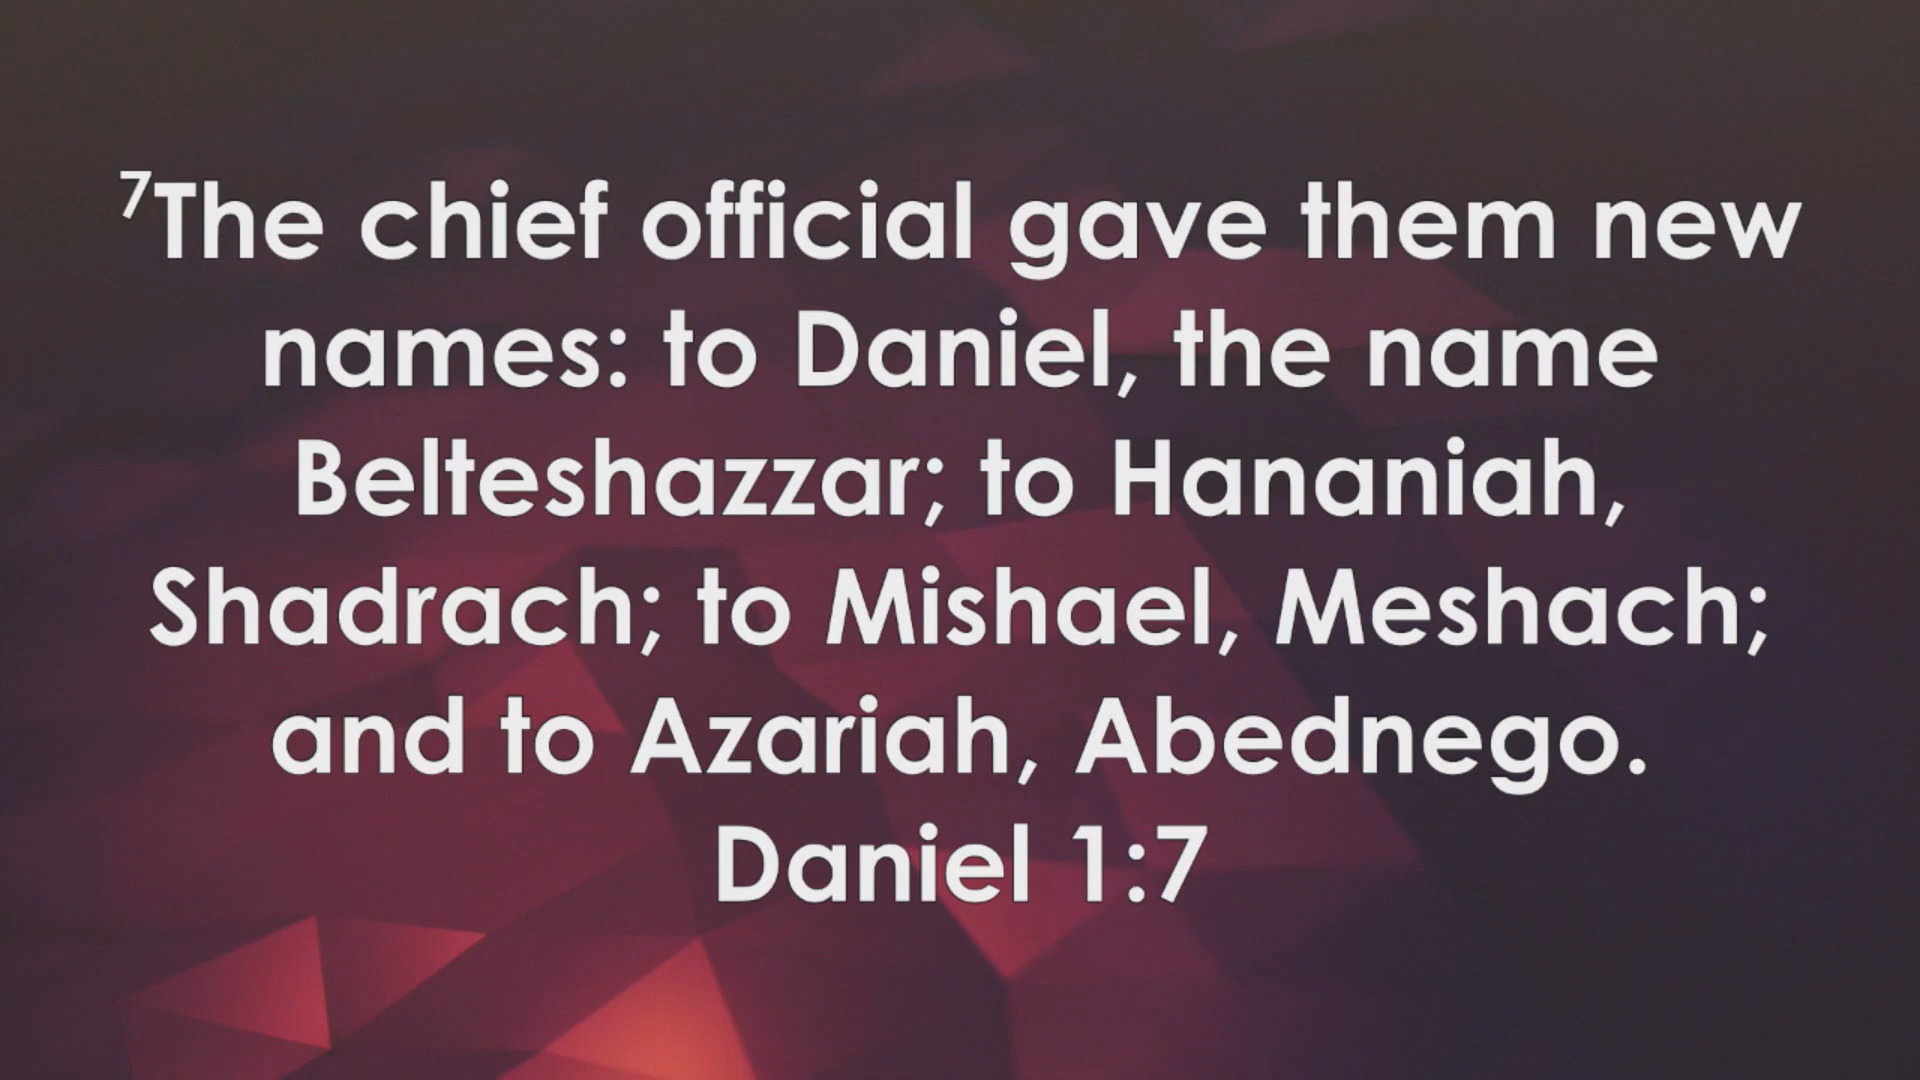 ⁷The chief official gave them new
names: to Daniel, the name
Belteshazzar; to Hananiah,
Shadrach; to Mishael, Meshach;
and to Azariah, Abednego.
Daniel 1:7